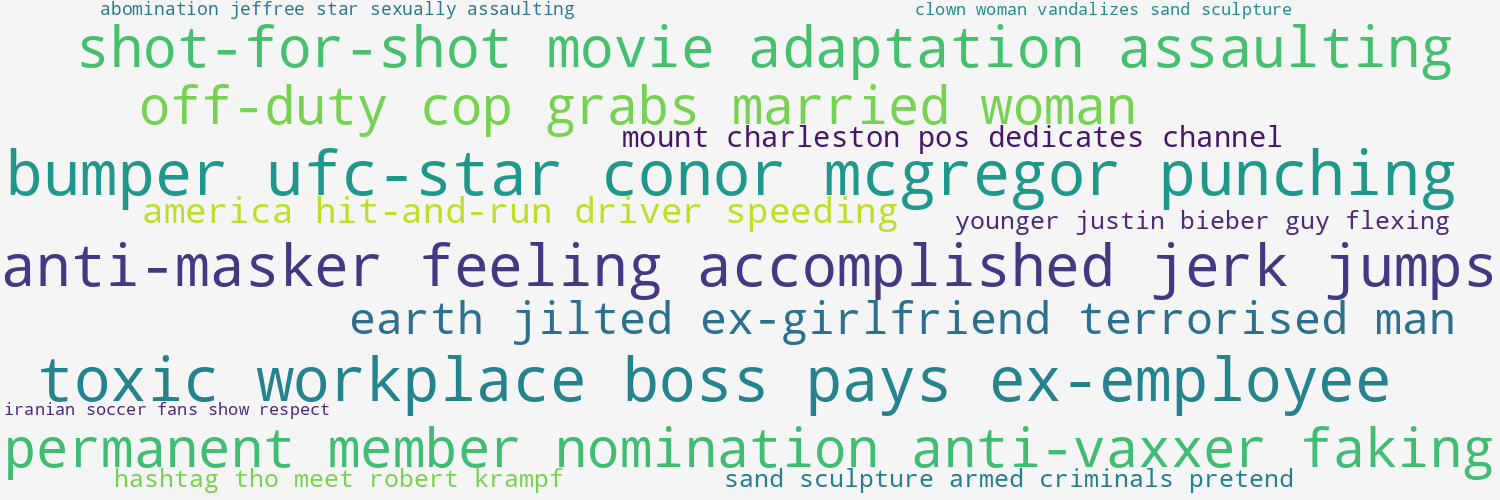 abomination jeffree star sexually assaulting
clown woman vandalizes sand sculpture
shot-for-shot movie adaptation assaulting
off-duty cop grabs married woman
mount charleston pos dedicates channel
bumper ufc-star conor mcgregor punching
america hit-and-run driver speeding
younger justin bieber guy flexing
anti-masker feeling accomplished jerk jumps
earth jilted ex-girlfriend terrorised man
toxic workplace boss pays ex-employee
iranian soccer fans show respect
permanent member nomination anti-vaxxer faking
hashtag tho meet robert krampf
sand sculpture armed criminals pretend